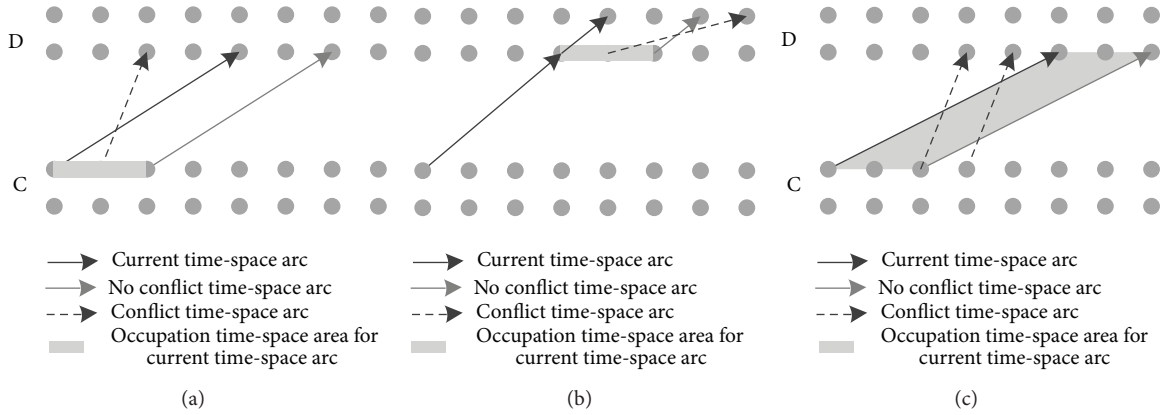 D
C
Current time-space arc
No conflict time-space arc
Conflict time-space arc
Occupation time-space area for
current time-space arc
(a)
Current time-space arc
No conflict time-space arc
Conflict time-space arc
Occupation time-space area for
current time-space arc
(b)
D
C
Current time-space arc
No conflict time-space arc
Conflict time-space arc
Occupation time-space area for
current time-space arc
(c)